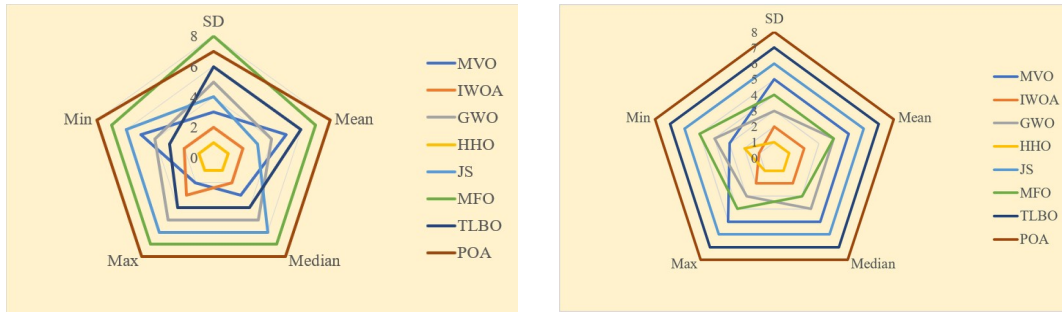 SD
8
6
4
2
0
Mean
Median
Max
Min
MVO
IWOA
GWO
HHO
JS
MFO
TLBO
POA
SD
8
7
6
5
4
3
2
1
0
Mean
Median
Max
Min
MVO
IWOA
GWO
HHO
JS
MFO
TLBO
POA